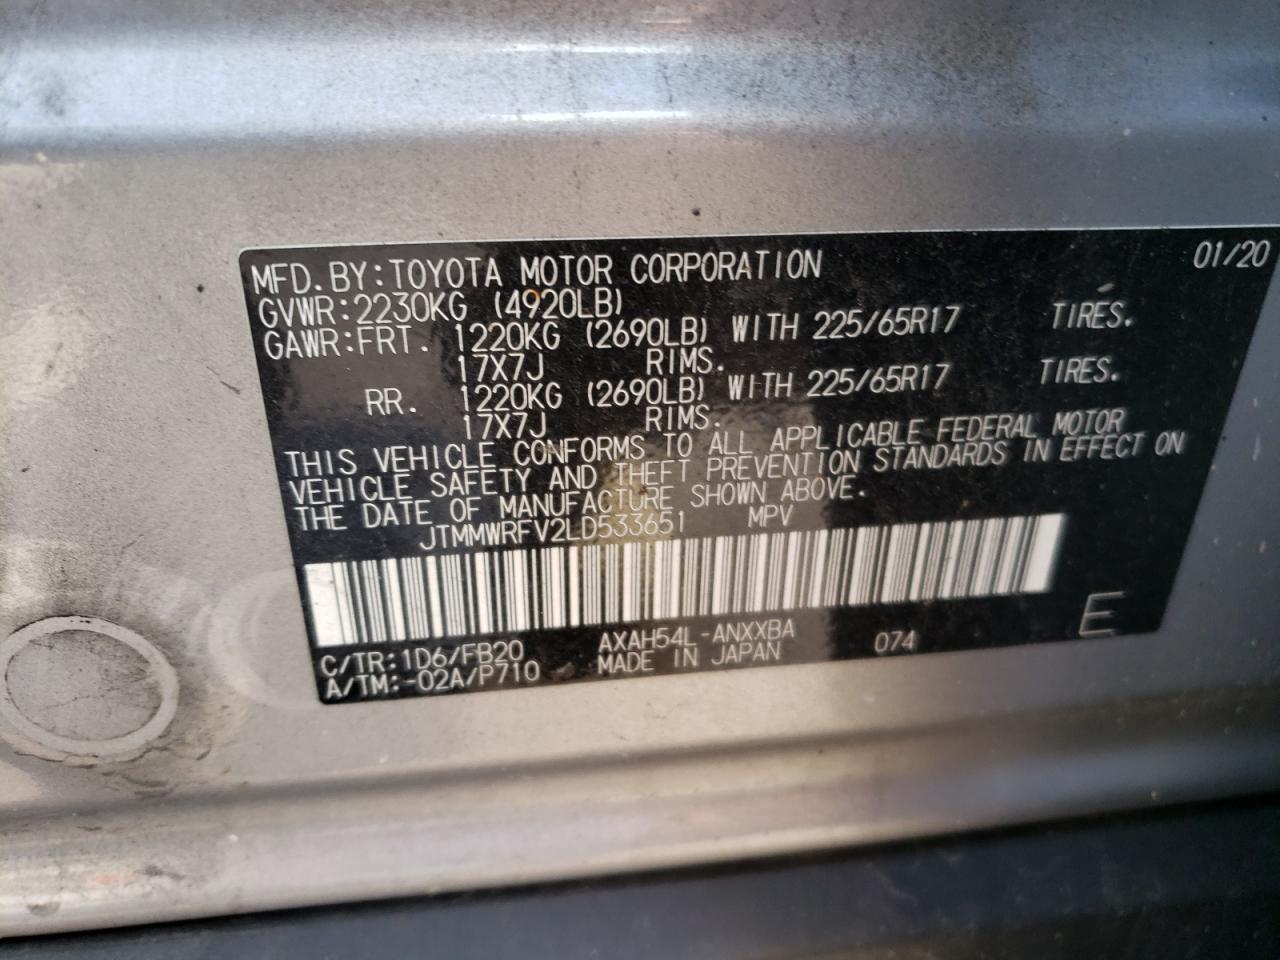 MFD. BY: TOYOTA MOTOR CORPORATION 01/20
GVWR: 2230KG (4920LB)
GAWR: FRT. 1220KG (2690LB) WITH 225/65R17 TIRES.
17X7J RIMS.
RR. 1220KG (2690LB) WITH 225/65R17 TIRES.
17X7J RIMS.
THIS VEHICLE CONFORMS TO ALL APPLICABLE FEDERAL MOTOR
VEHICLE SAFETY AND THEFT PREVENTION STANDARDS IN EFFECT ON
THE DATE OF MANUFACTURE SHOWN ABOVE.
JTMMWRFV2LD533651 MPV
C/TR: 1D6/FB20 AXAH54L-ANXXBA 074 E
A/TM: -02A/P710 MADE IN JAPAN